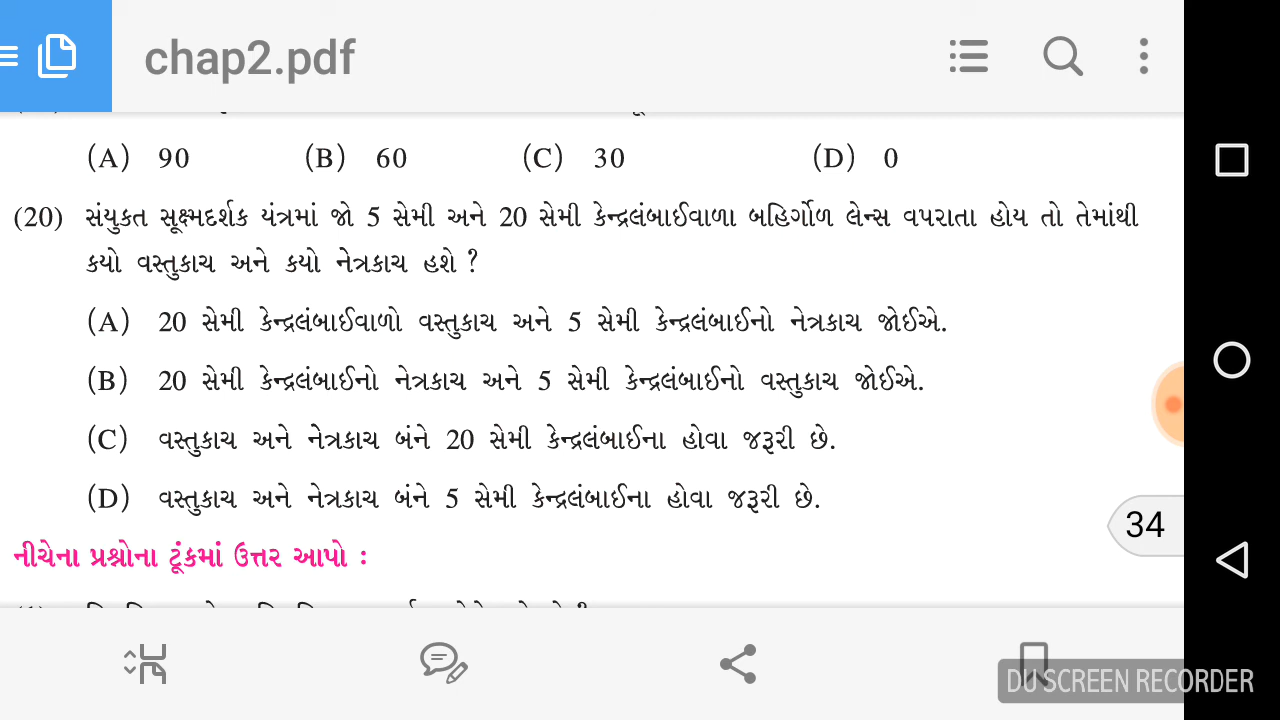 chap2.pdf
(A) 90 (B) 60 (C) 30 (D) 0
(20) સંયુકત સૂક્ષ્મદર્શક યંત્રમાં જો 5 સેમી અને 20 સેમી કેન્દ્રલંબાઈવાળા બહિર્ગોળ લેન્સ વપરાતા હોય તો તેમાંથી
કયો વસ્તુકાચ અને કયો નેત્રકાચ હશે ?
(A) 20 સેમી કેન્દ્રલંબાઈવાળો વસ્તુકાચ અને 5 સેમી કેન્દ્રલંબાઈનો નેત્રકાચ જોઈએ.
(B) 20 સેમી કેન્દ્રલંબાઈનો નેત્રકાચ અને 5 સેમી કેન્દ્રલંબાઈનો વસ્તુકાચ જોઈએ.
(C) વસ્તુકાચ અને નેત્રકાચ બંને 20 સેમી કેન્દ્રલંબાઈના હોવા જરૂરી છે.
(D) વસ્તુકાચ અને નેત્રકાચ બંને 5 સેમી કેન્દ્રલંબાઈના હોવા જરૂરી છે.
34
નીચેના પ્રશ્નોના ટૂંકમાં ઉત્તર આપો :
DU SCREEN RECORDER